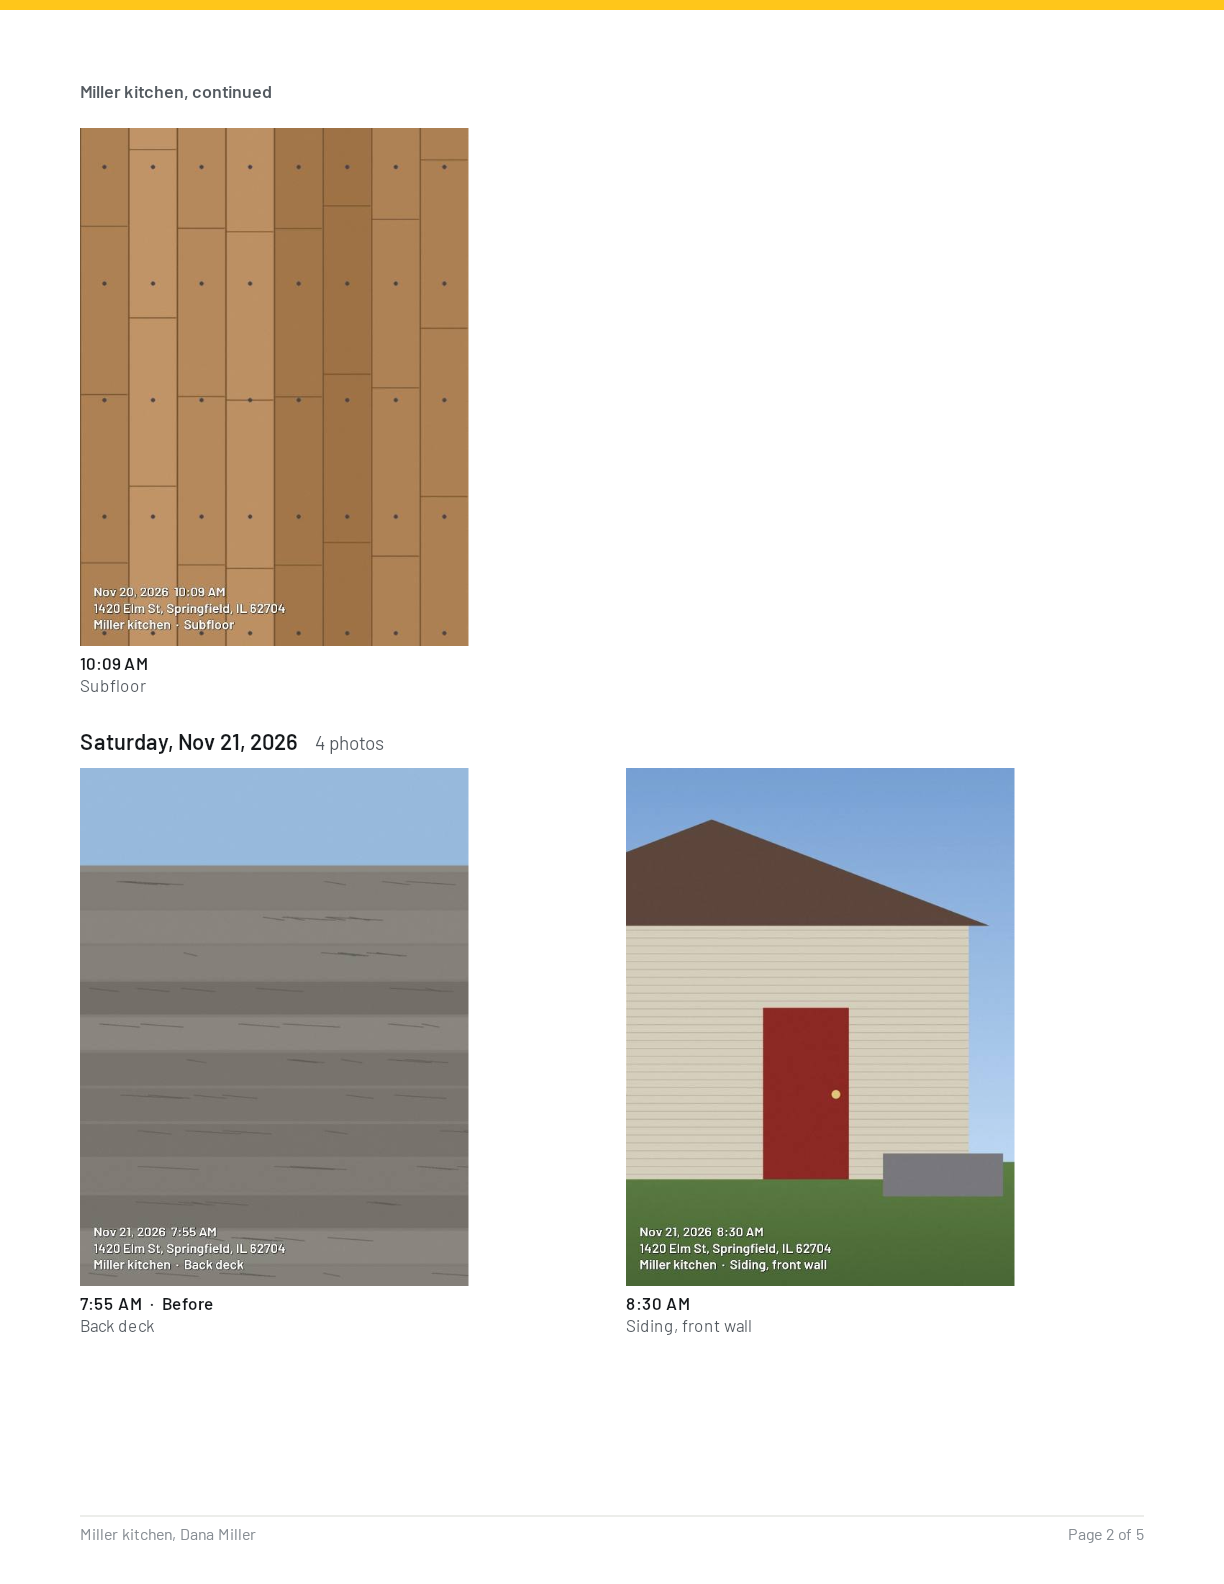 Miller kitchen, continued
Nov 20, 2026 10:09 AM
1420 Elm St, Springfield, IL 62704
Miller kitchen · Subfloor
10:09 AM
Subfloor
Saturday, Nov 21, 2026 4 photos
Nov 21, 2026 7:55 AM
1420 Elm St, Springfield, IL 62704
Miller kitchen · Back deck
7:55 AM · Before
Back deck
Nov 21, 2026 8:30 AM
1420 Elm St, Springfield, IL 62704
Miller kitchen · Siding, front wall
8:30 AM
Siding, front wall
Miller kitchen, Dana Miller
Page 2 of 5